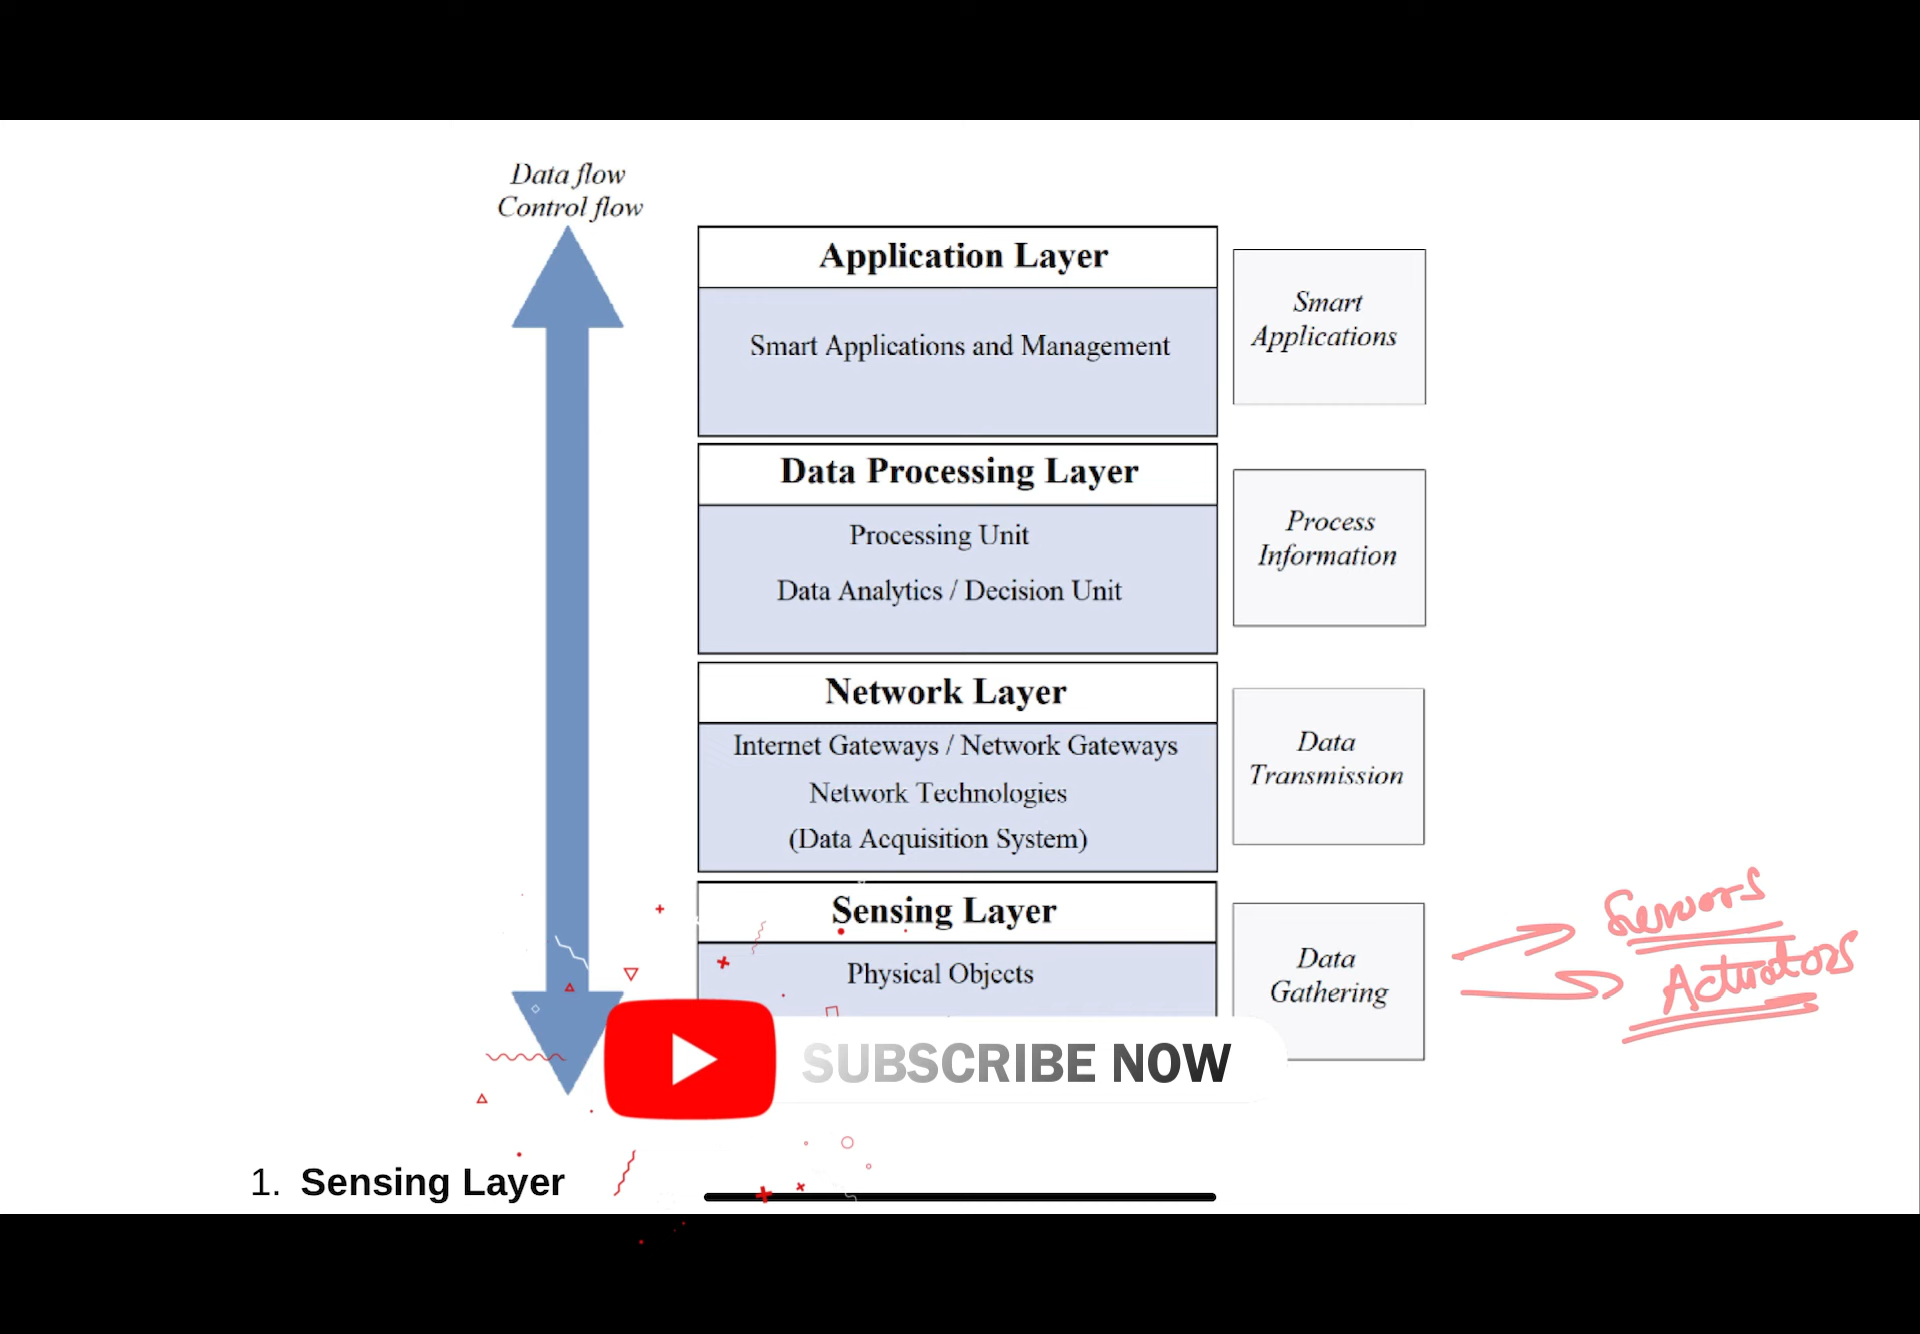 Data flow
Control flow
Application Layer
Smart Applications and Management
Smart
Applications
Data Processing Layer
Processing Unit
Data Analytics / Decision Unit
Process
Information
Network Layer
Internet Gateways / Network Gateways
Network Technologies
(Data Acquisition System)
Data
Transmission
Sensing Layer
Physical Objects
Data
Gathering
Sensors
Actuators
SUBSCRIBE NOW
1. Sensing Layer